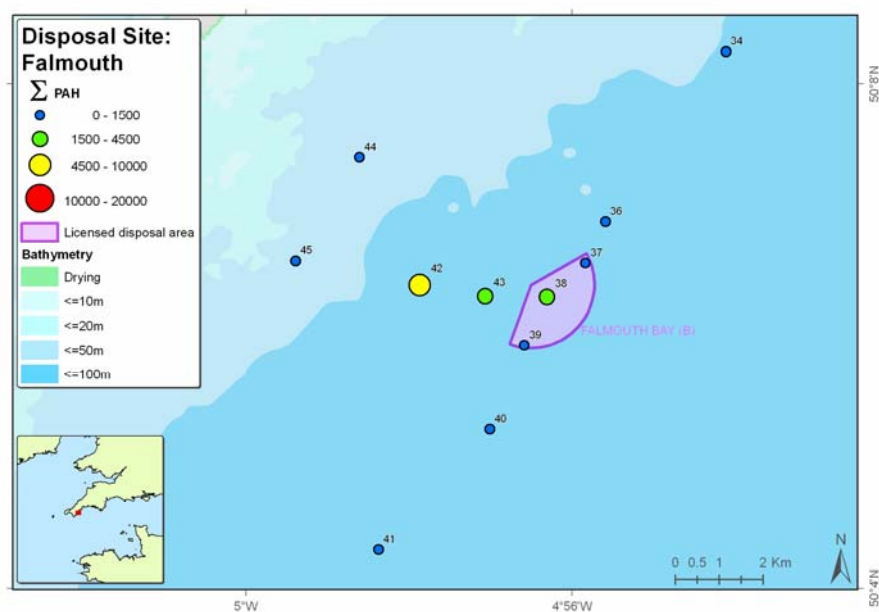 Disposal Site:
Falmouth
Σ PAH
0 - 1500
1500 - 4500
4500 - 10000
10000 - 20000
Licensed disposal area
Bathymetry
Drying
<=10m
<=20m
<=50m
<=100m
34
44
36
45
37
42
43
38
FALMOUTH BAY (B)
39
40
41
50°8'N
50°4'N
N
0 0.5 1 2 Km
5°W
4°56'W